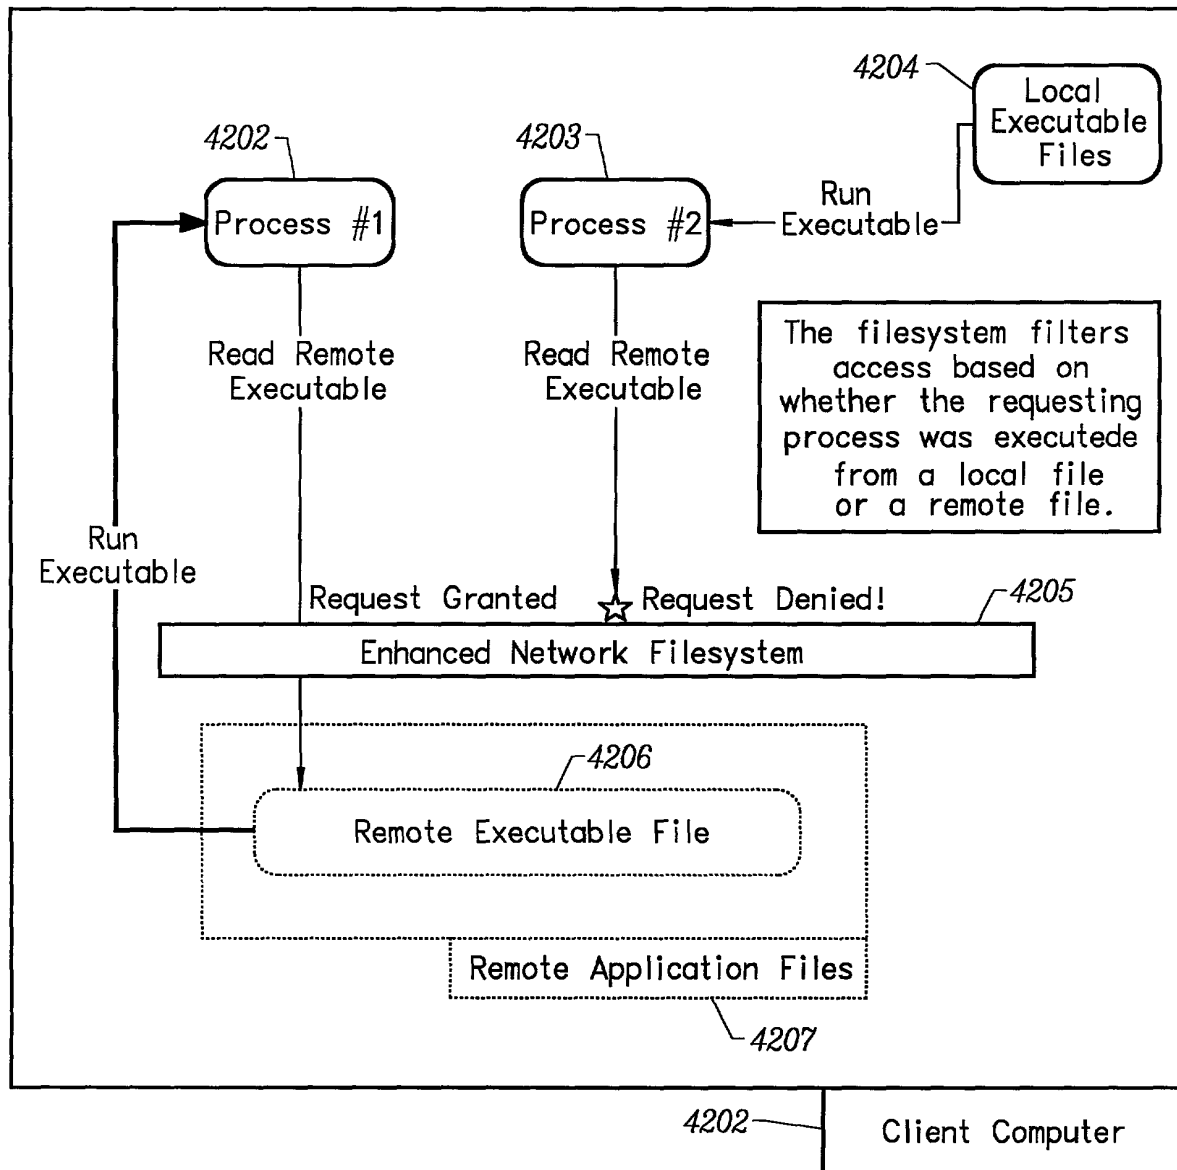 4204
Local
Executable
Files
4202
4203
Process #1
Process #2
Run
Executable
Read Remote
Executable
Read Remote
Executable
The filesystem filters
access based on
whether the requesting
process was executede
from a local file
or a remote file.
Run
Executable
Request Granted
Request Denied!
4205
Enhanced Network Filesystem
4206
Remote Executable File
Remote Application Files
4207
4202
Client Computer